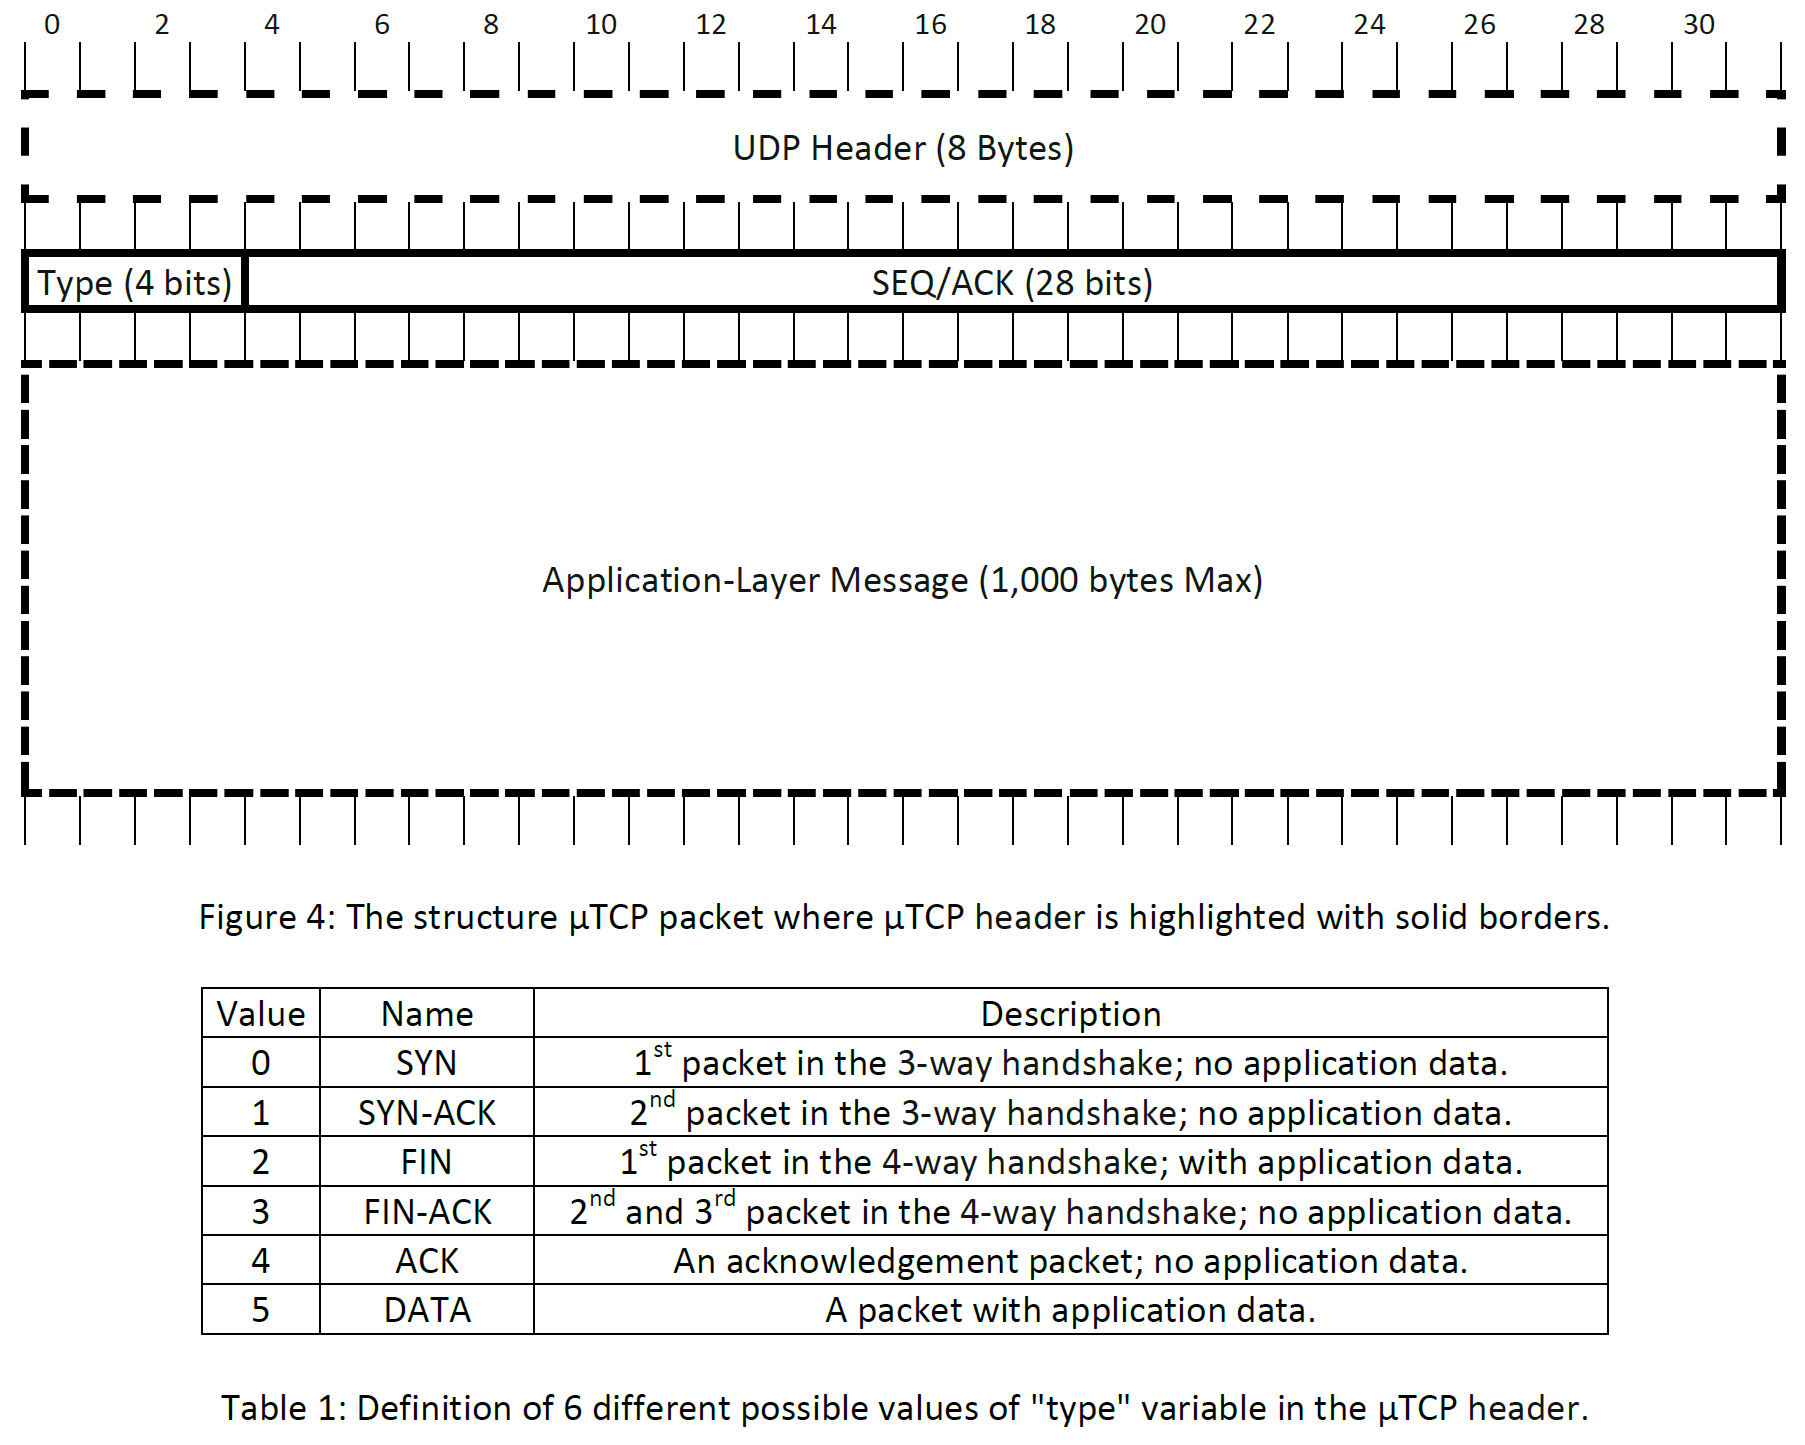 0 2 4 6 8 10 12 14 16 18 20 22 24 26 28 30
UDP Header (8 Bytes)
Type (4 bits) SEQ/ACK (28 bits)
Application-Layer Message (1,000 bytes Max)
Figure 4: The structure µTCP packet where µTCP header is highlighted with solid borders.
Value Name Description
0 SYN 1st packet in the 3-way handshake; no application data.
1 SYN-ACK 2nd packet in the 3-way handshake; no application data.
2 FIN 1st packet in the 4-way handshake; with application data.
3 FIN-ACK 2nd and 3rd packet in the 4-way handshake; no application data.
4 ACK An acknowledgement packet; no application data.
5 DATA A packet with application data.
Table 1: Definition of 6 different possible values of "type" variable in the µTCP header.